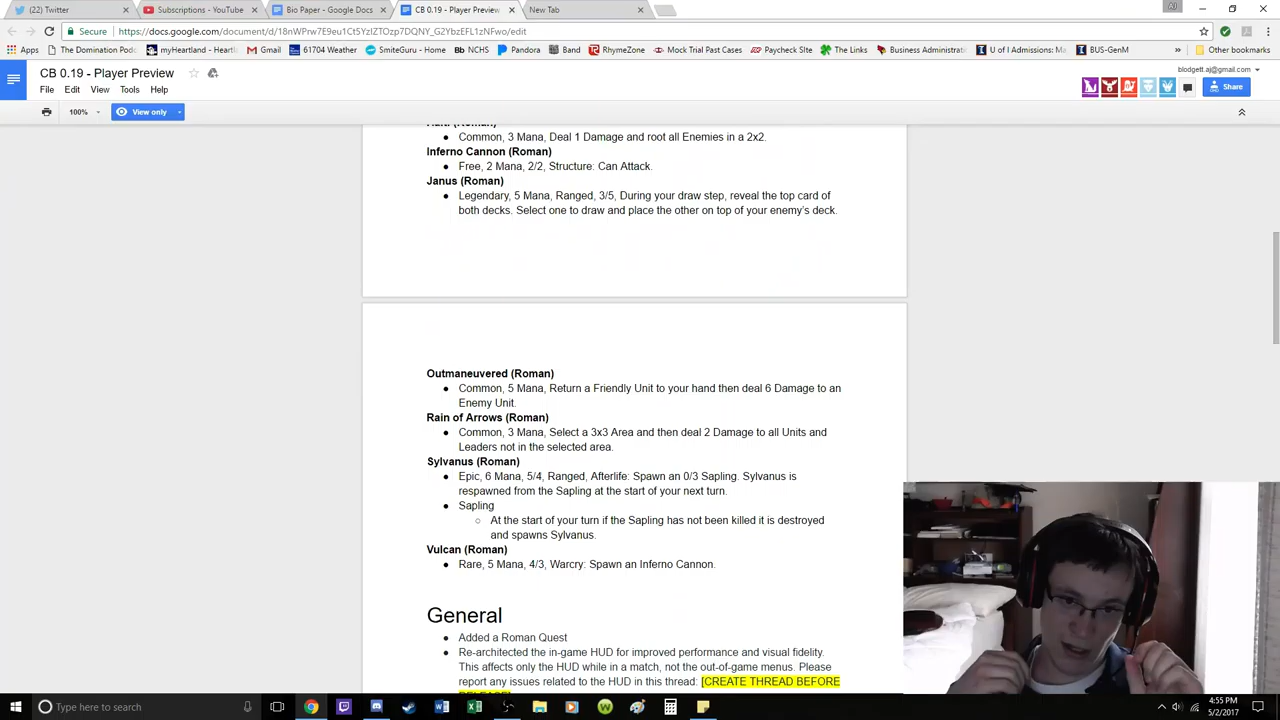 (22) Twitter
Subscriptions - YouTube
Bio Paper - Google Docs
CB 0.19 - Player Preview
New Tab
AJ
Secure
https://docs.google.com/document/d/18nWPrw7E9eu1Ct5YzIZTOzp7DQNY_G2YbzEFL1zNFwo/edit
Apps
The Domination Podc
myHeartland - Heartl
Gmail
61704 Weather
SmiteGuru - Home
NCHS
Pandora
Band
RhymeZone
Mock Trial Past Cases
Paycheck Site
The Links
Business Administrati
U of I Admissions: M
BUS-GenM
Other bookmarks
CB 0.19 - Player Preview
blodgett.aj@gmail.com
File Edit View Tools Help
Share
100%
View only
Common, 3 Mana, Deal 1 Damage and root all Enemies in a 2x2.
Inferno Cannon (Roman)
Free, 2 Mana, 2/2, Structure: Can Attack.
Janus (Roman)
Legendary, 5 Mana, Ranged, 3/5, During your draw step, reveal the top card of
both decks. Select one to draw and place the other on top of your enemy's deck.
Outmaneuvered (Roman)
Common, 5 Mana, Return a Friendly Unit to your hand then deal 6 Damage to an
Enemy Unit.
Rain of Arrows (Roman)
Common, 3 Mana, Select a 3x3 Area and then deal 2 Damage to all Units and
Leaders not in the selected area.
Sylvanus (Roman)
Epic, 6 Mana, 5/4, Ranged, Afterlife: Spawn an 0/3 Sapling. Sylvanus is
respawned from the Sapling at the start of your next turn.
Sapling
At the start of your turn if the Sapling has not been killed it is destroyed
and spawns Sylvanus.
Vulcan (Roman)
Rare, 5 Mana, 4/3, Warcry: Spawn an Inferno Cannon.
General
Added a Roman Quest
Re-architected the in-game HUD for improved performance and visual fidelity.
This affects only the HUD while in a match, not the out-of-game menus. Please
report any issues related to the HUD in this thread: [CREATE THREAD BEFORE
Type here to search
4:55 PM
5/2/2017